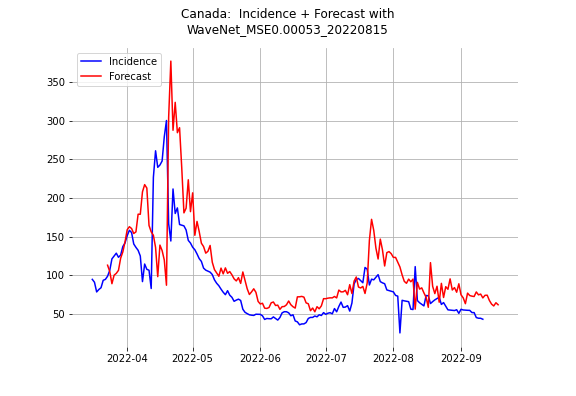 Canada:  Incidence + Forecast with
WaveNet_MSE0.00053_20220815
Incidence
Forecast
350
300
250
200
150
100
50
2022-04 2022-05 2022-06 2022-07 2022-08 2022-09